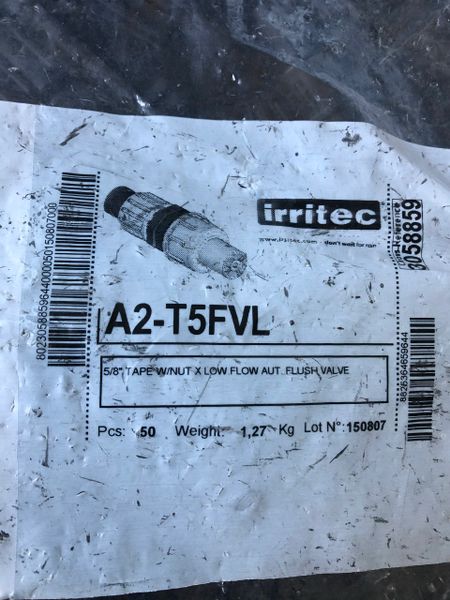 irritec
www.irritec.com - don't wait for rain
A2-T5FVL
5/8" TAPE W/NUT X LOW FLOW AUT. FLUSH VALVE
Pcs: 50 Weight: 1,27 Kg Lot N°: 150807
3058859